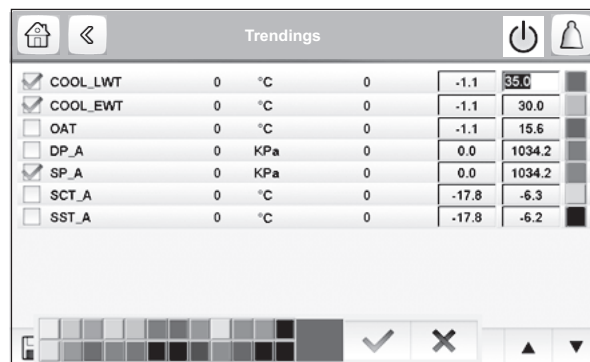 Trendings
COOL_LWT 0 °C 0 -1.1 35.0
COOL_EWT 0 °C 0 -1.1 30.0
OAT 0 °C 0 -1.1 15.6
DP_A 0 KPa 0 0.0 1034.2
SP_A 0 KPa 0 0.0 1034.2
SCT_A 0 °C 0 -17.8 -6.3
SST_A 0 °C 0 -17.8 -6.2